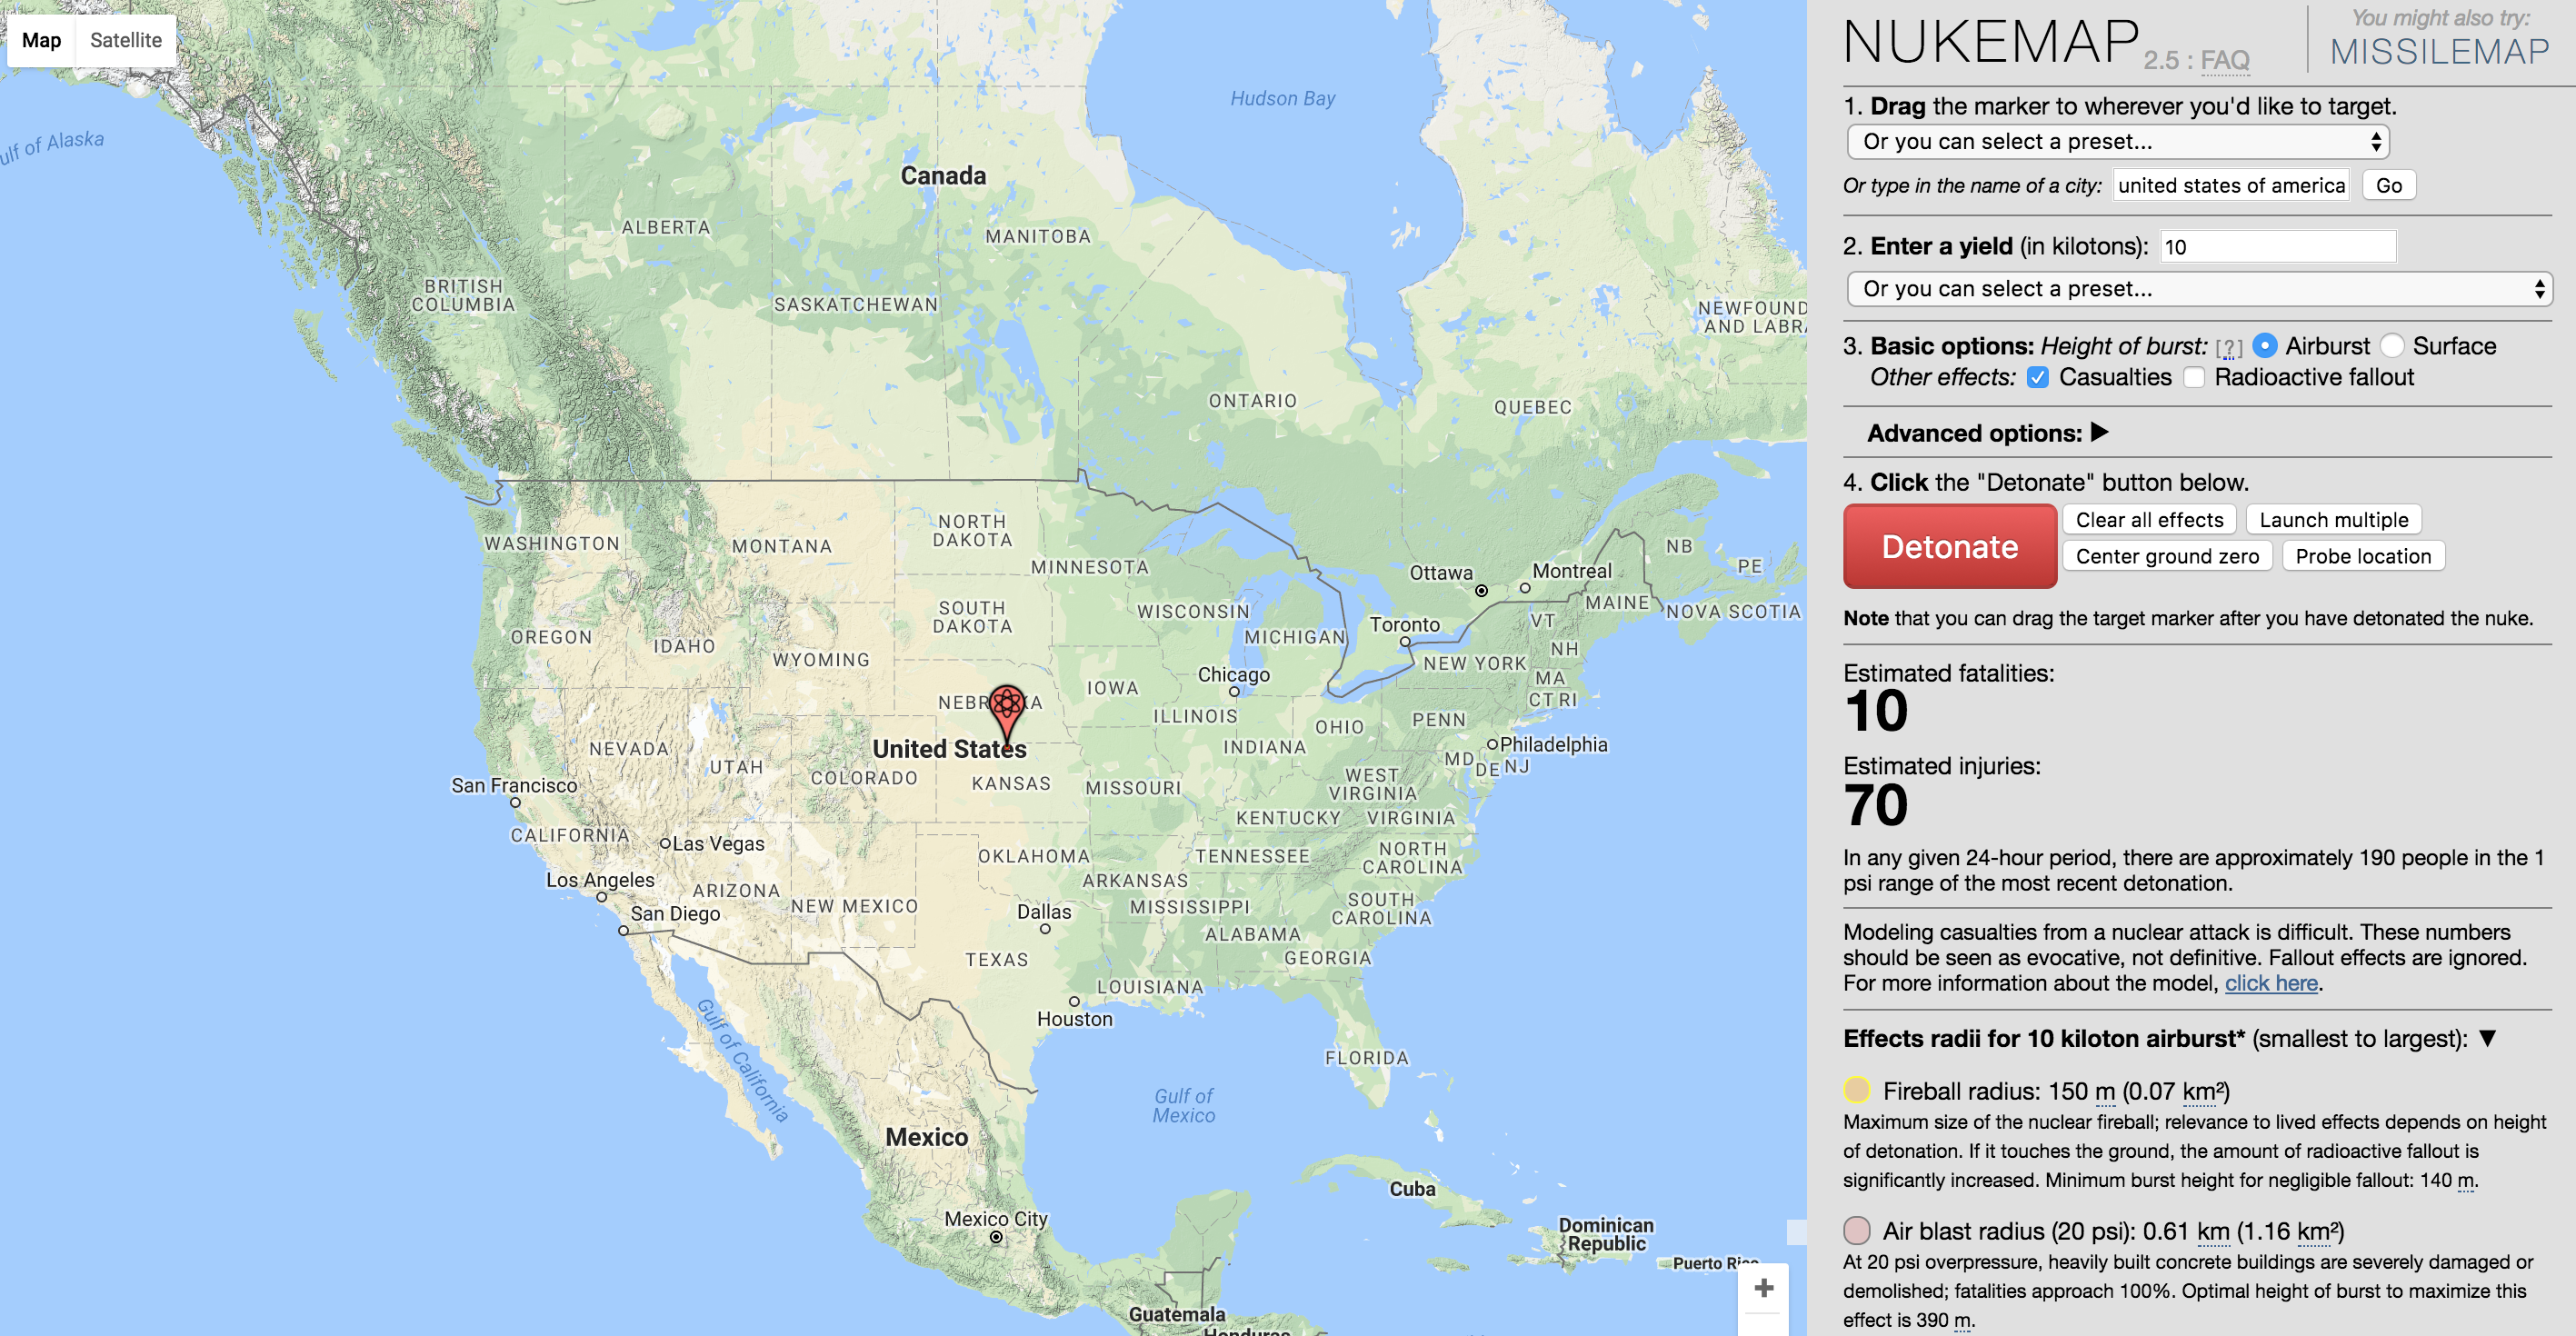 Map
Satellite
NUKEMAP 2.5 : FAQ
You might also try:
MISSILEMAP
1. Drag the marker to wherever you'd like to target.
Or you can select a preset...
Or type in the name of a city: united states of america Go
2. Enter a yield (in kilotons): 10
Or you can select a preset...
3. Basic options: Height of burst: [?] Airburst Surface
Other effects: Casualties Radioactive fallout
Advanced options: ▶
4. Click the "Detonate" button below.
Detonate
Clear all effects
Launch multiple
Center ground zero
Probe location
Note that you can drag the target marker after you have detonated the nuke.
Estimated fatalities:
10
Estimated injuries:
70
In any given 24-hour period, there are approximately 190 people in the 1
psi range of the most recent detonation.
Modeling casualties from a nuclear attack is difficult. These numbers
should be seen as evocative, not definitive. Fallout effects are ignored.
For more information about the model, click here.
Effects radii for 10 kiloton airburst* (smallest to largest): ▼
Fireball radius: 150 m (0.07 km²)
Maximum size of the nuclear fireball; relevance to lived effects depends on height
of detonation. If it touches the ground, the amount of radioactive fallout is
significantly increased. Minimum burst height for negligible fallout: 140 m.
Air blast radius (20 psi): 0.61 km (1.16 km²)
At 20 psi overpressure, heavily built concrete buildings are severely damaged or
demolished; fatalities approach 100%. Optimal height of burst to maximize this
effect is 390 m.
Hudson Bay
ulf of Alaska
Canada
ALBERTA
MANITOBA
BRITISH
COLUMBIA
SASKATCHEWAN
NEWFOUND
AND LABR
ONTARIO
QUEBEC
WASHINGTON
MONTANA
NORTH
DAKOTA
MINNESOTA
Ottawa
Montreal
NB
PE
SOUTH
DAKOTA
WISCONSIN
MICHIGAN
Toronto
VT
MAINE
NOVA SCOTIA
OREGON
IDAHO
WYOMING
NH
NEW YORK
MA
CT
RI
Chicago
IOWA
NEBR
KA
ILLINOIS
OHIO
PENN
INDIANA
United States
NEVADA
UTAH
COLORADO
KANSAS
MISSOURI
WEST
VIRGINIA
MD
DE
NJ
Philadelphia
San Francisco
CALIFORNIA
Las Vegas
KENTUCKY
VIRGINIA
OKLAHOMA
TENNESSEE
NORTH
CAROLINA
Los Angeles
ARIZONA
NEW MEXICO
ARKANSAS
San Diego
Dallas
MISSISSIPPI
SOUTH
CAROLINA
ALABAMA
TEXAS
GEORGIA
LOUISIANA
Houston
FLORIDA
Gulf of California
Gulf of
Mexico
Mexico
Cuba
Mexico City
Dominican
Republic
Puerto Rico
Guatemala
Honduras
+